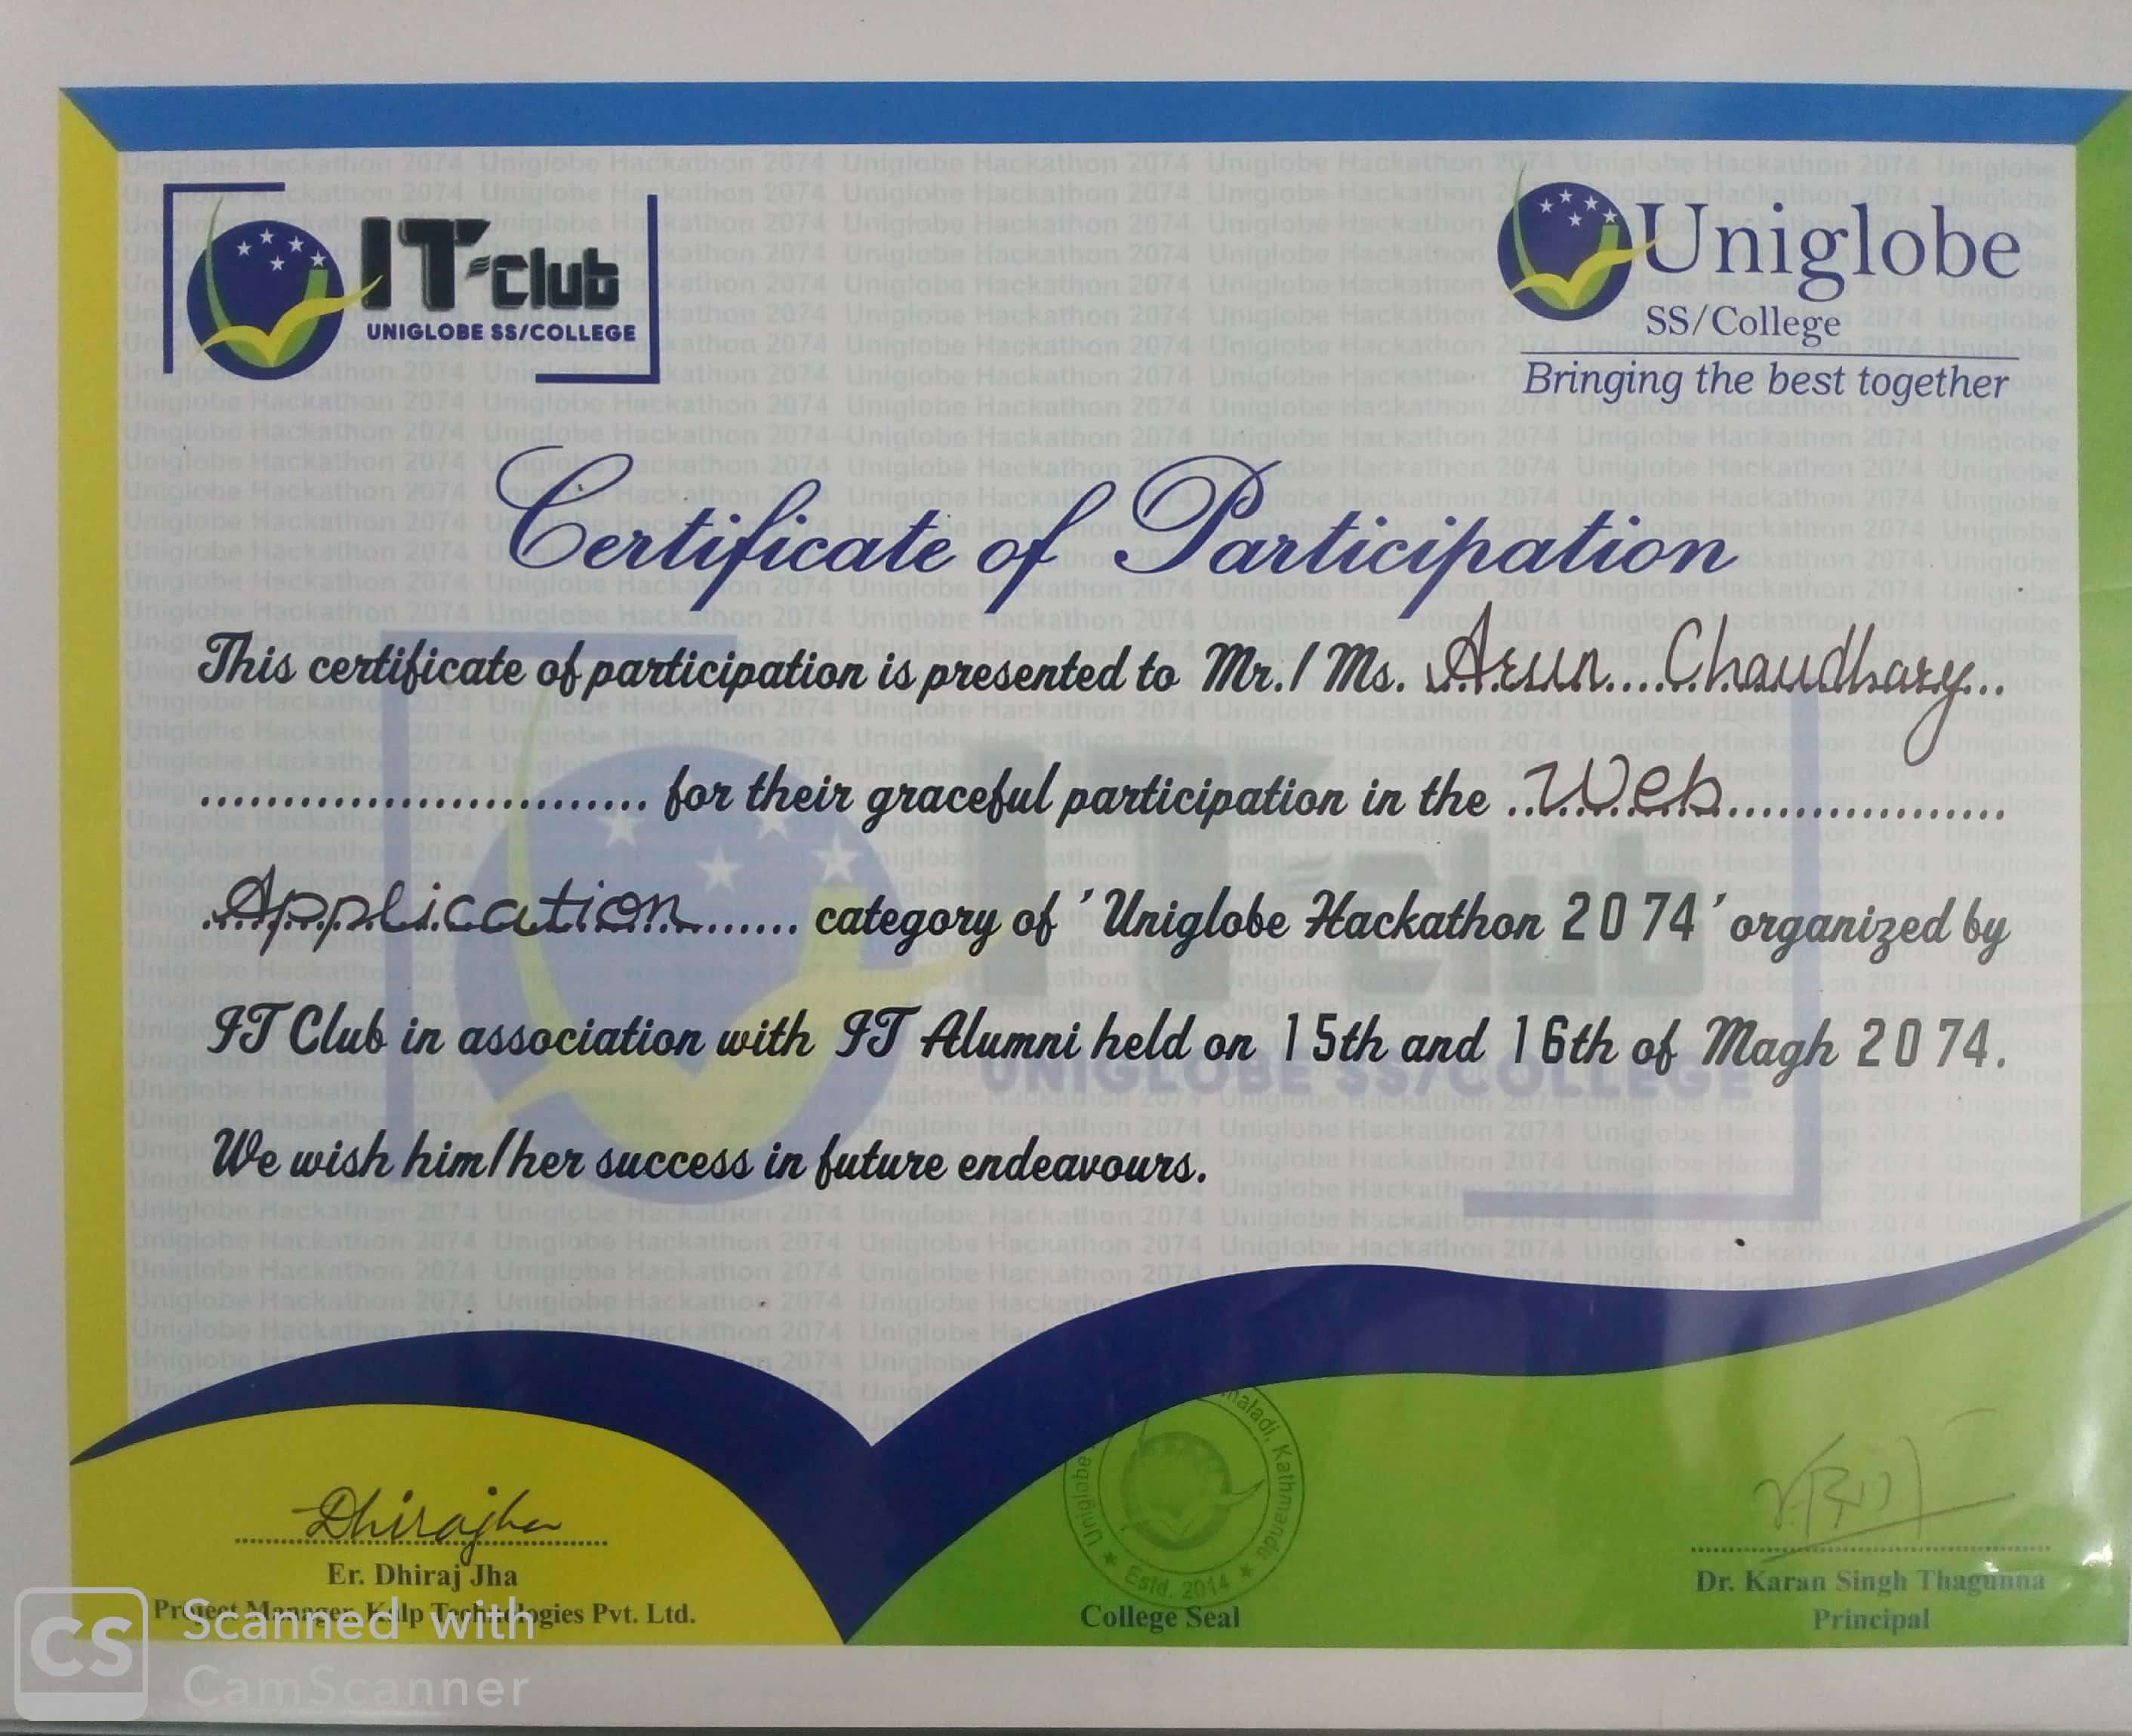 IT-club
UNIGLOBE SS/COLLEGE
Uniglobe
SS/College
Bringing the best together
Certificate of Participation
This certificate of participation is presented to Mr./Ms. Arun Chaudhary
for their graceful participation in the Web
Application category of 'Uniglobe Hackathon 2074' organized by
IT Club in association with IT Alumni held on 15th and 16th of Magh 2074.
We wish him/her success in future endeavours.
Dhirajha
Er. Dhiraj Jha
Project Manager, Kalp Technologies Pvt. Ltd.
Uniglobe Kathmandu
Estd. 2014
College Seal
Dr. Karan Singh Thagunna
Principal
CS Scanned with
CamScanner